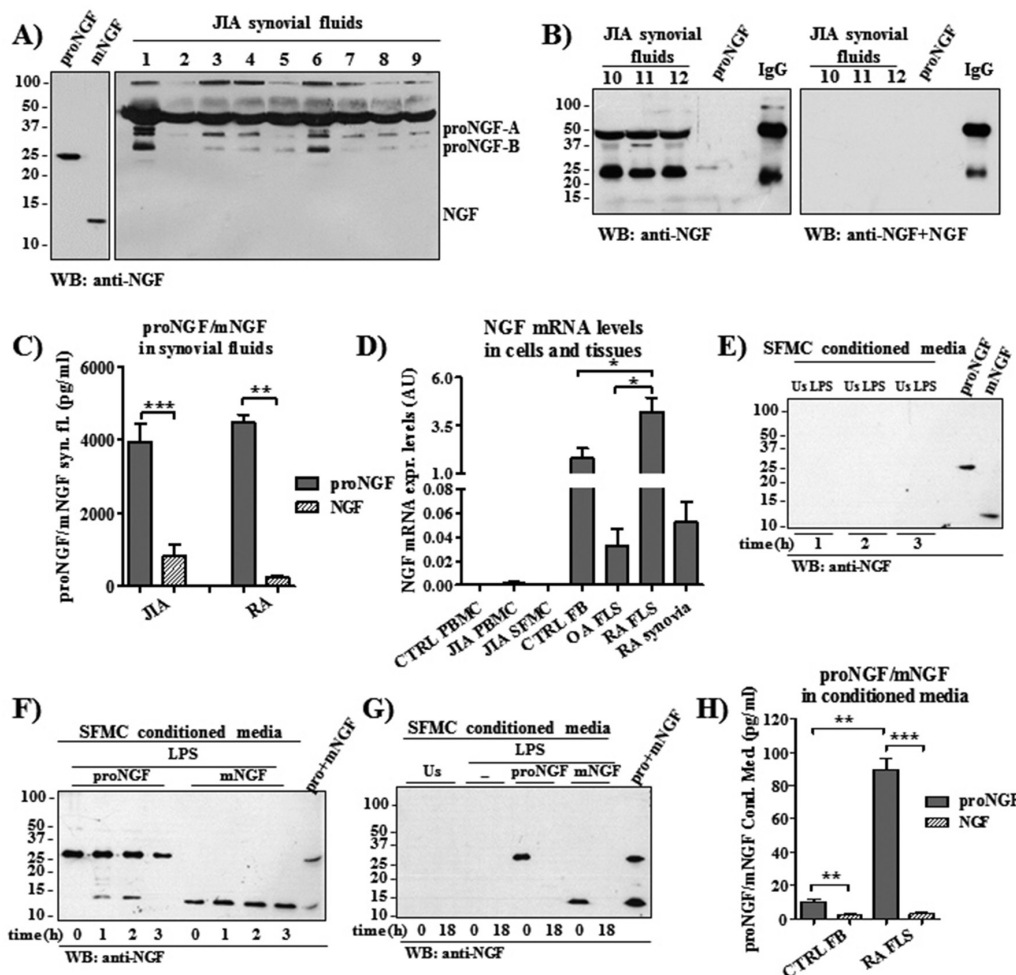 A)
proNGF
mNGF
JIA synovial fluids
1 2 3 4 5 6 7 8 9
100
50
37
25
15
10
proNGF-A
proNGF-B
NGF
WB: anti-NGF
B)
JIA synovial
fluids
10 11 12
proNGF
IgG
JIA synovial
fluids
10 11 12
proNGF
IgG
100
50
37
25
20
15
WB: anti-NGF
WB: anti-NGF+NGF
C)
proNGF/mNGF
in synovial fluids
proNGF/mNGF syn. fl. (pg/ml)
6000
4000
2000
0
***
**
JIA
RA
proNGF
NGF
D)
NGF mRNA levels
in cells and tissues
NGF mRNA expr. levels (AU)
6.0
3.5
1.0
0.08
0.06
0.04
0.02
0.00
*
*
CTRL PBMC
JIA PBMC
JIA SFMC
CTRL FB
OA FLS
RA FLS
RA synovia
E)
SFMC conditioned media
Us LPS Us LPS Us LPS
proNGF
mNGF
100
50
37
25
15
10
time(h) 1 2 3
WB: anti-NGF
F)
SFMC conditioned media
LPS
proNGF mNGF
pro+mNGF
100
50
37
25
15
10
time(h) 0 1 2 3 0 1 2 3
WB: anti-NGF
G)
SFMC conditioned media
LPS
Us _ proNGF mNGF
pro+mNGF
100
50
37
25
15
10
time(h) 0 18 0 18 0 18 0 18
WB: anti-NGF
H)
proNGF/mNGF
in conditioned media
proNGF/mNGF Cond. Med. (pg/ml)
120
100
80
60
40
20
0
**
***
**
CTRL FB
RA FLS
proNGF
NGF